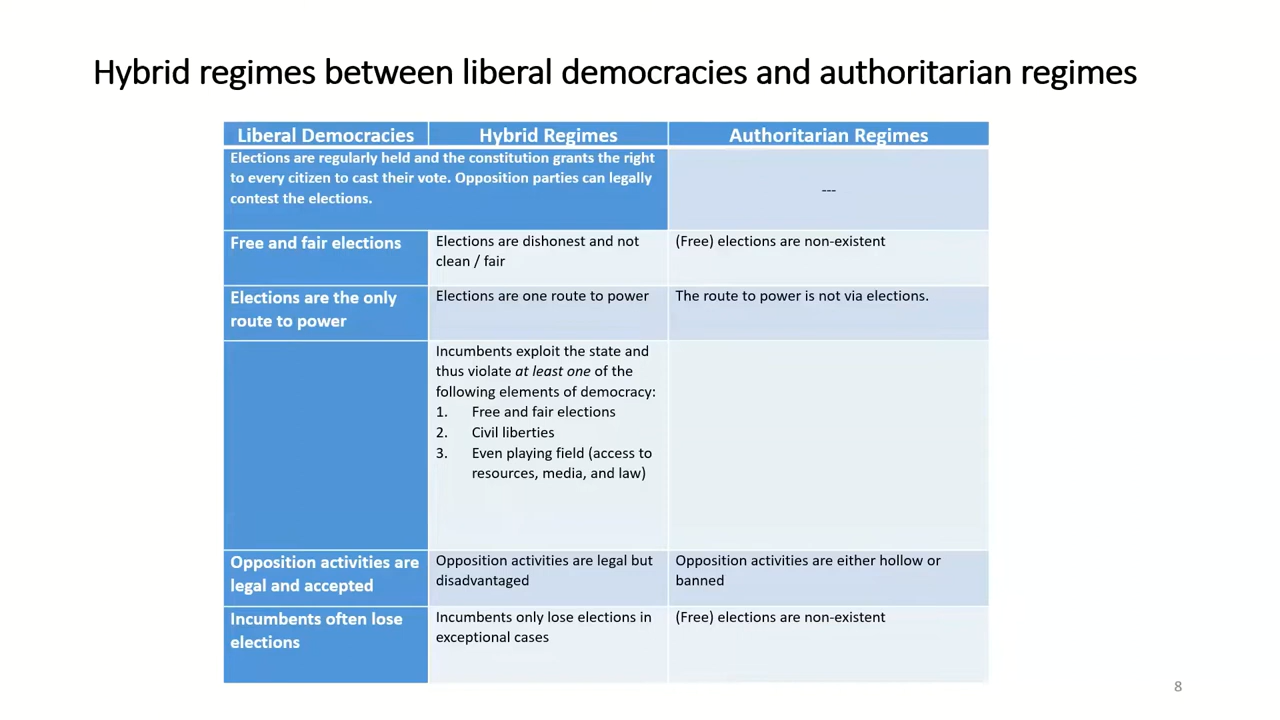 Hybrid regimes between liberal democracies and authoritarian regimes
Liberal Democracies
Hybrid Regimes
Authoritarian Regimes
Elections are regularly held and the constitution grants the right
to every citizen to cast their vote. Opposition parties can legally
contest the elections.
---
Free and fair elections
Elections are dishonest and not
clean / fair
(Free) elections are non-existent
Elections are the only
route to power
Elections are one route to power
The route to power is not via elections.
Incumbents exploit the state and
thus violate at least one of the
following elements of democracy:
1. Free and fair elections
2. Civil liberties
3. Even playing field (access to
resources, media, and law)
Opposition activities are
legal and accepted
Opposition activities are legal but
disadvantaged
Opposition activities are either hollow or
banned
Incumbents often lose
elections
Incumbents only lose elections in
exceptional cases
(Free) elections are non-existent
8